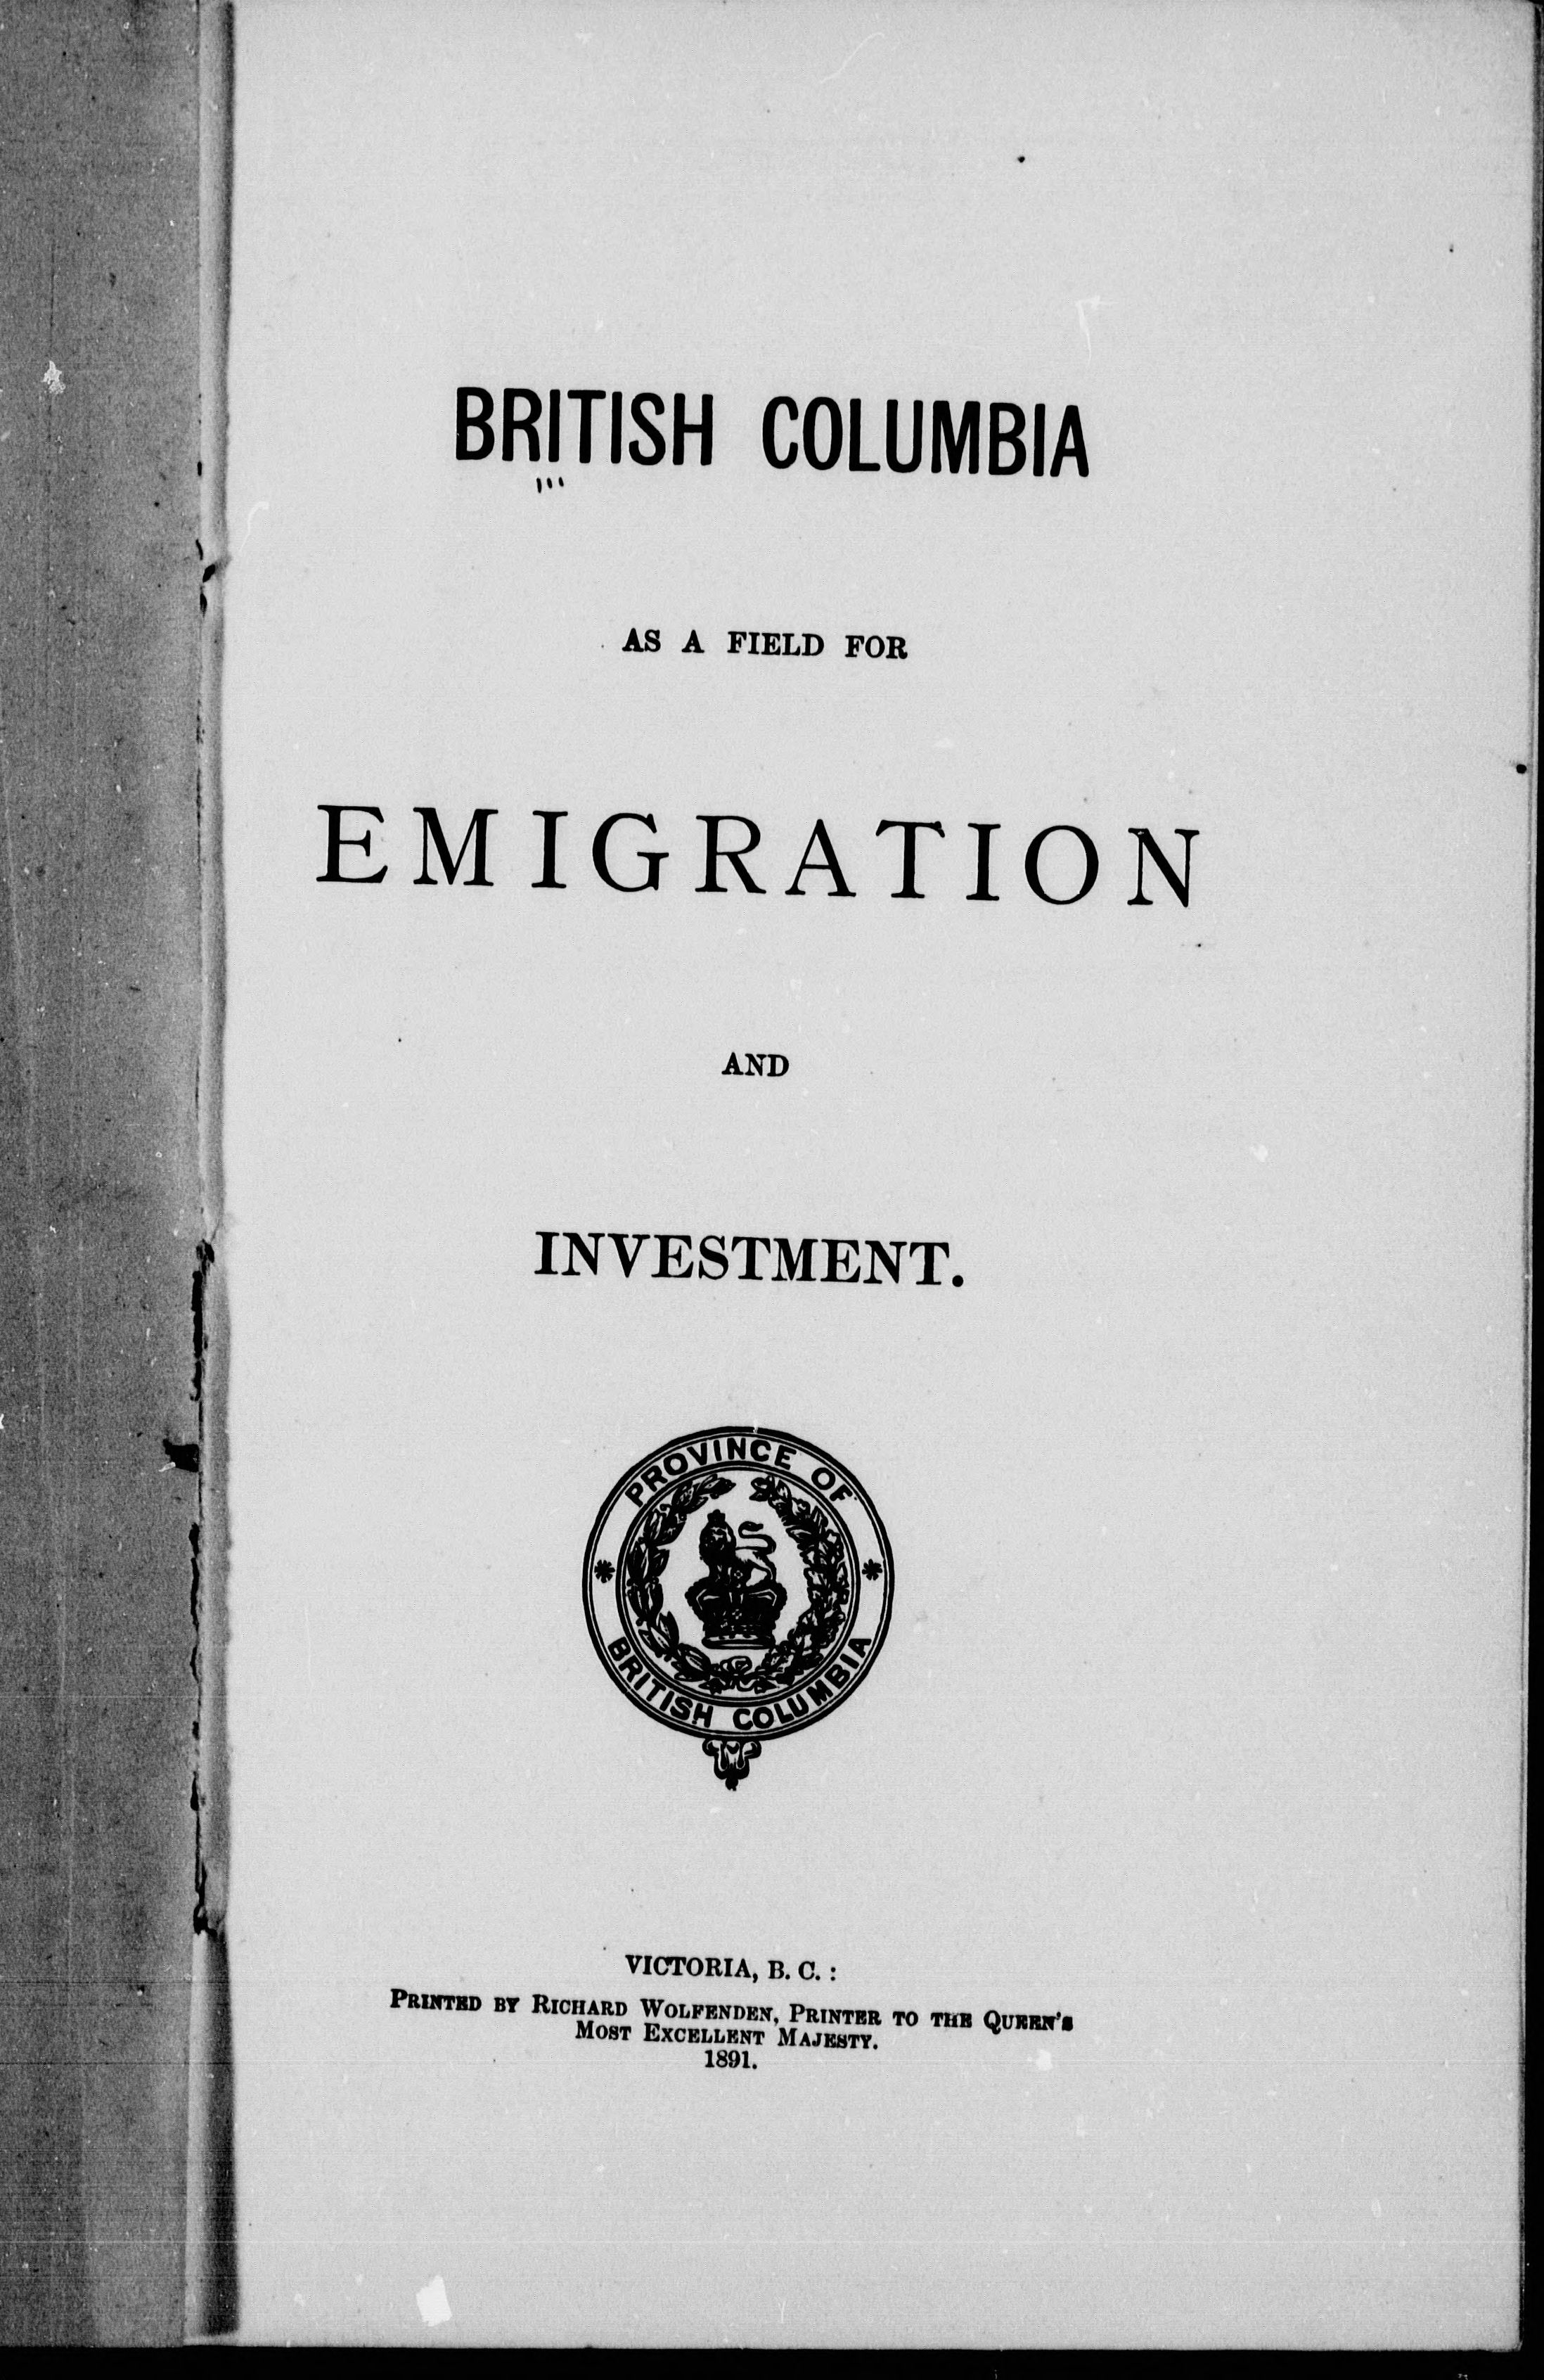 BRITISH COLUMBIA
AS A FIELD FOR
EMIGRATION
AND
INVESTMENT.
PROVINCE OF
BRITISH COLUMBIA
VICTORIA, B. C. :
PRINTED BY RICHARD WOLFENDEN, PRINTER TO THE QUEEN'S
MOST EXCELLENT MAJESTY.
1891.